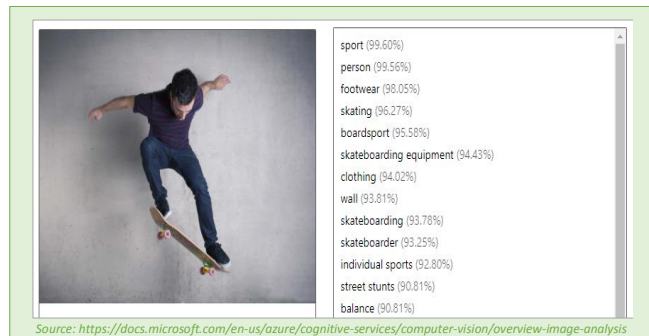 sport (99.60%)
person (99.56%)
footwear (98.05%)
skating (96.27%)
boardsport (95.58%)
skateboarding equipment (94.43%)
clothing (94.02%)
wall (93.81%)
skateboarding (93.78%)
skateboarder (93.25%)
individual sports (92.80%)
street stunts (90.81%)
balance (90.81%)
Source: https://docs.microsoft.com/en-us/azure/cognitive-services/computer-vision/overview-image-analysis